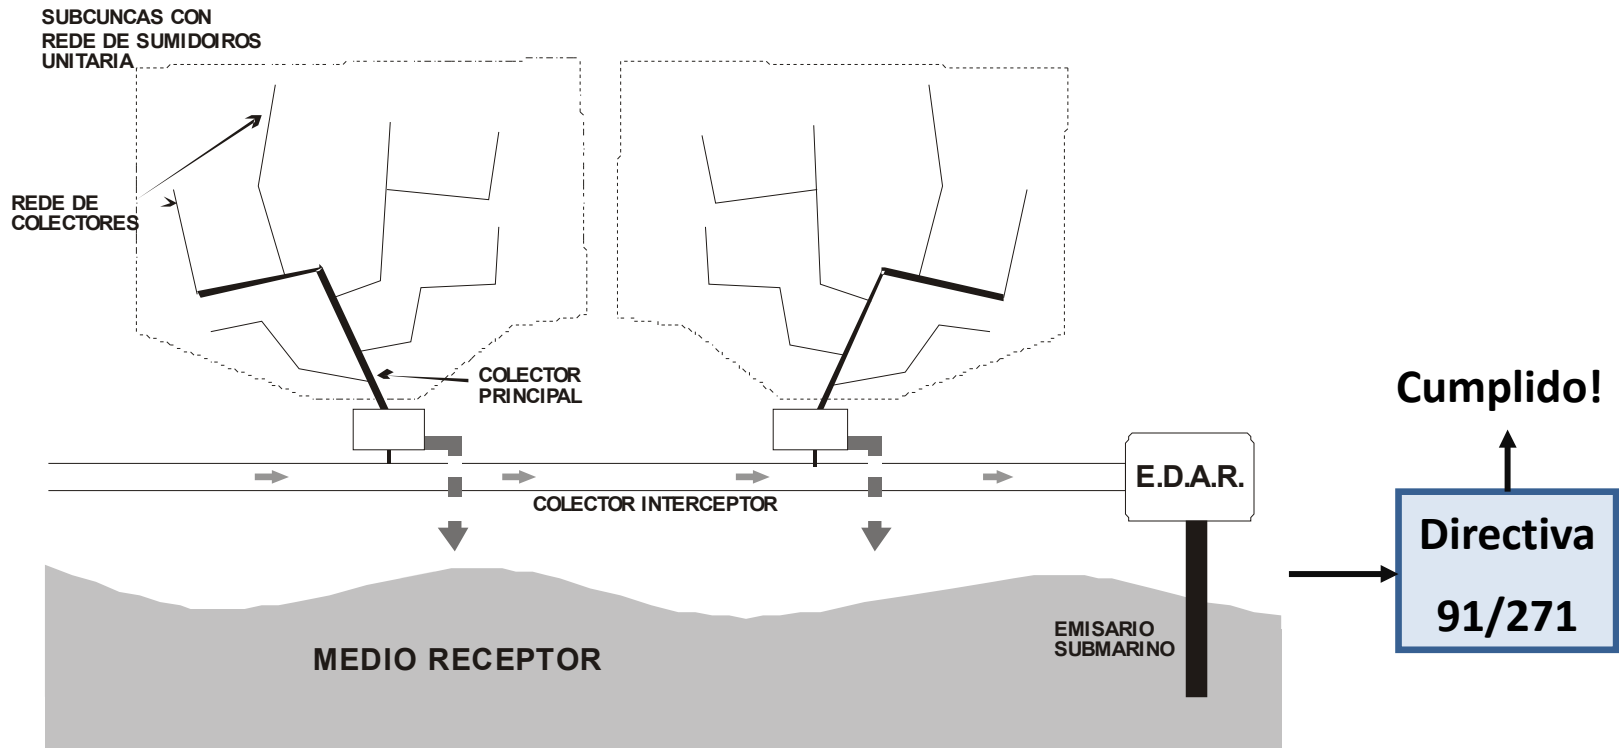 SUBCUNCAS CON
REDE DE SUMIDOIROS
UNITARIA
REDE DE
COLECTORES
COLECTOR
PRINCIPAL
COLECTOR INTERCEPTOR
E.D.A.R.
EMISARIO
SUBMARINO
MEDIO RECEPTOR
Cumplido!
Directiva
91/271